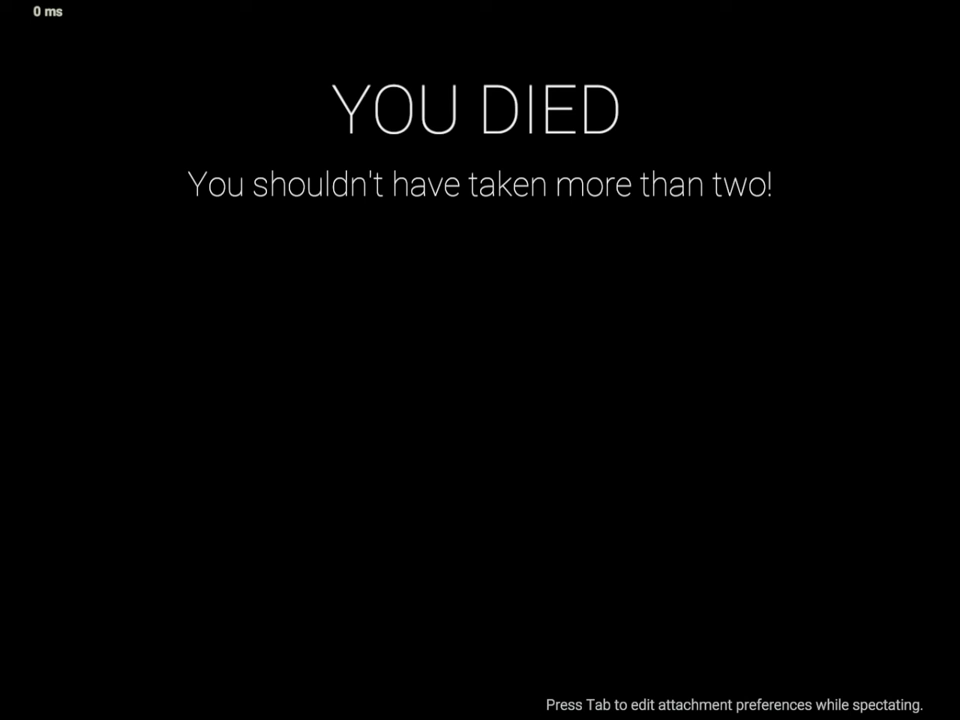 0 ms
YOU DIED
You shouldn't have taken more than two!
Press Tab to edit attachment preferences while spectating.